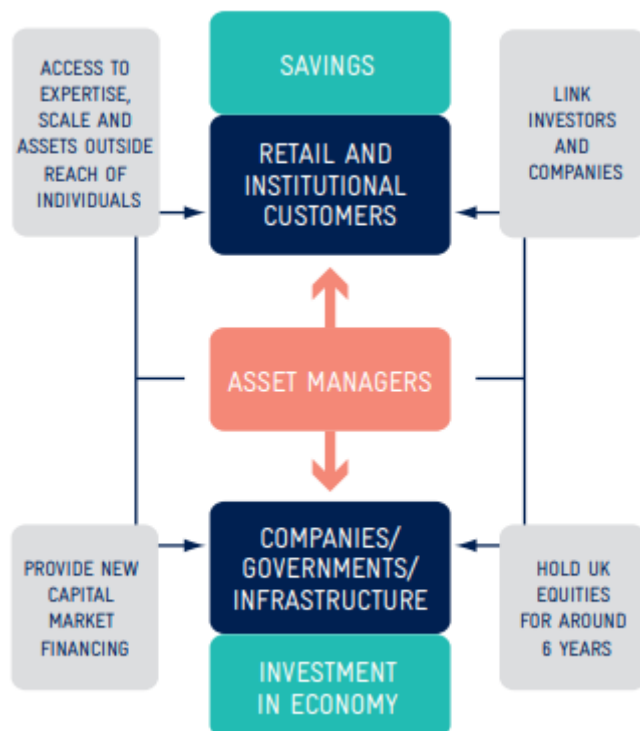 ACCESS TO
EXPERTISE,
SCALE AND
ASSETS OUTSIDE
REACH OF
INDIVIDUALS
SAVINGS
RETAIL AND
INSTITUTIONAL
CUSTOMERS
LINK
INVESTORS
AND
COMPANIES
ASSET MANAGERS
PROVIDE NEW
CAPITAL
MARKET
FINANCING
COMPANIES/
GOVERNMENTS/
INFRASTRUCTURE
INVESTMENT
IN ECONOMY
HOLD UK
EQUITIES
FOR AROUND
6 YEARS